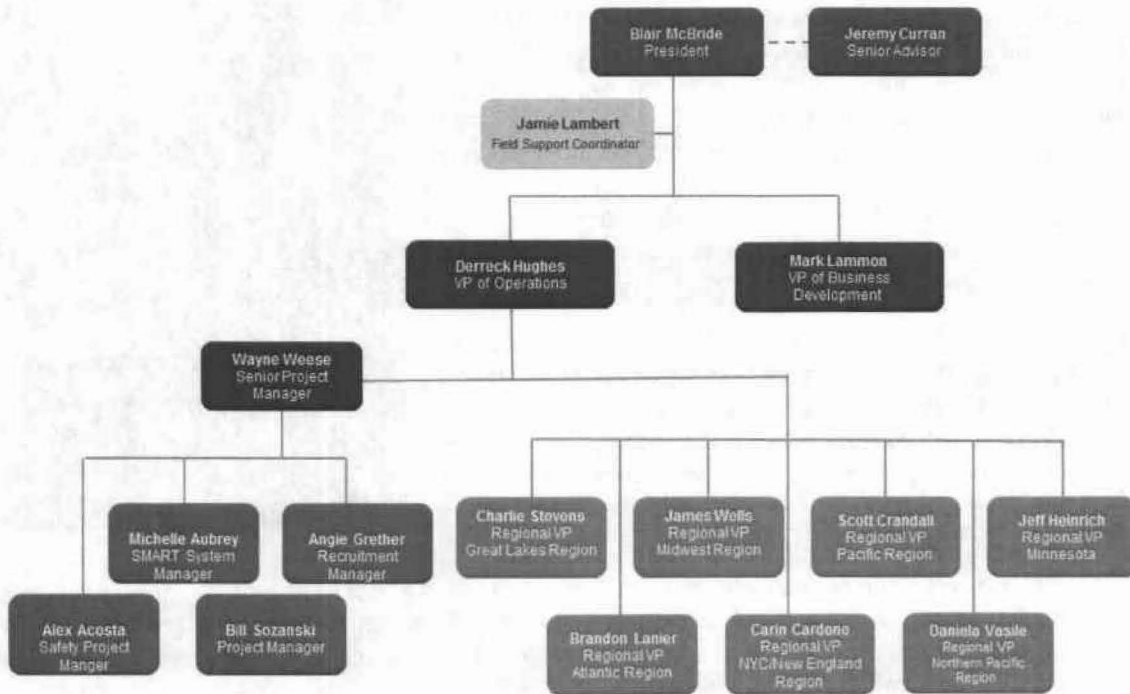 Blair McBride
President
Jeremy Curran
Senior Advisor
Jamie Lambert
Field Support Coordinator
Derreck Hughes
VP of Operations
Mark Lammon
VP of Business
Development
Wayne Weese
Senior Project
Manager
Michelle Aubrey
SMART System
Manager
Angie Grether
Recruitment
Manager
Alex Acosta
Safety Project
Manger
Bill Sozanski
Project Manager
Charlie Stevens
Regional VP
Great Lakes Region
James Wells
Regional VP
Midwest Region
Scott Crandall
Regional VP
Pacific Region
Jeff Heinrich
Regional VP
Minnesota
Brandon Lanier
Regional VP
Atlantic Region
Carin Cardone
Regional VP
NYC/New England
Region
Daniela Vasile
Regional VP
Northern Pacific
Region